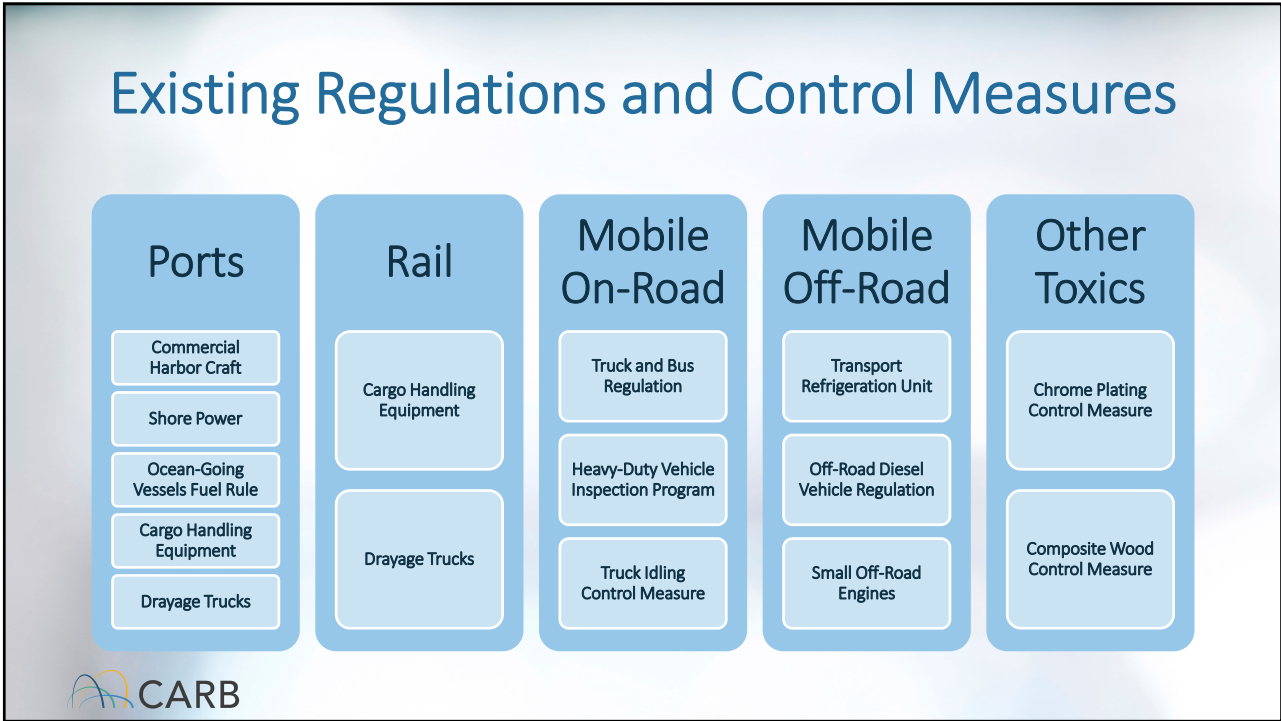 Existing Regulations and Control Measures
Ports
Commercial
Harbor Craft
Shore Power
Ocean-Going
Vessels Fuel Rule
Cargo Handling
Equipment
Drayage Trucks
Rail
Cargo Handling
Equipment
Drayage Trucks
Mobile
On-Road
Truck and Bus
Regulation
Heavy-Duty Vehicle
Inspection Program
Truck Idling
Control Measure
Mobile
Off-Road
Transport
Refrigeration Unit
Off-Road Diesel
Vehicle Regulation
Small Off-Road
Engines
Other
Toxics
Chrome Plating
Control Measure
Composite Wood
Control Measure
CARB